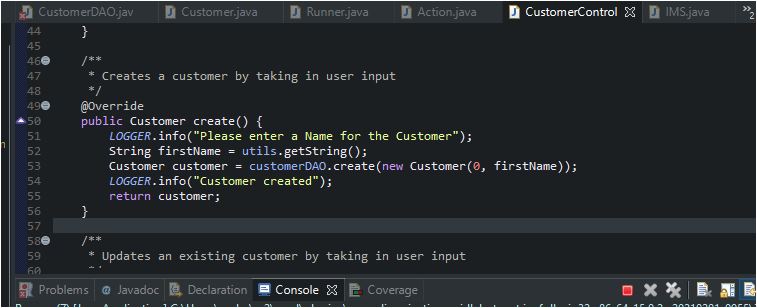 CustomerDAO.jav Customer.java Runner.java Action.java CustomerControl IMS.java »2
44 }
45
46 /**
47 * Creates a customer by taking in user input
48 */
49 @Override
50 public Customer create() {
51 LOGGER.info("Please enter a Name for the Customer");
52 String firstName = utils.getString();
53 Customer customer = customerDAO.create(new Customer(0, firstName));
54 LOGGER.info("Customer created");
55 return customer;
56 }
57
58 /**
59 * Updates an existing customer by taking in user input
60
Problems Javadoc Declaration Console Coverage